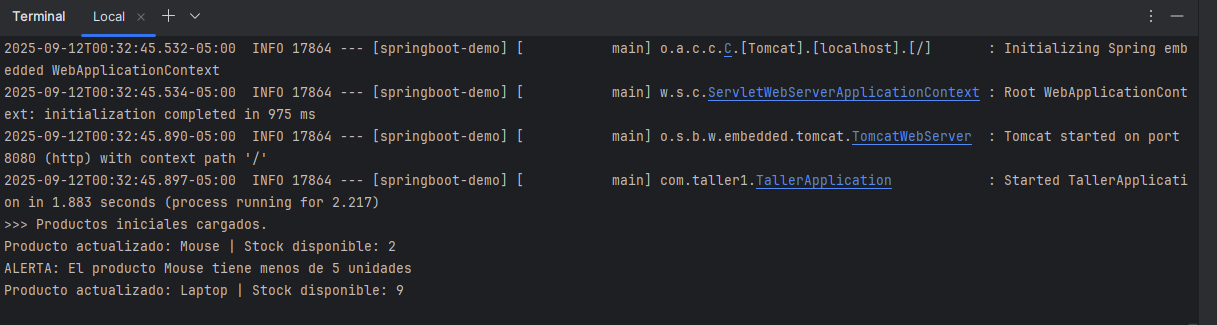 Terminal Local
2025-09-12T00:32:45.532-05:00  INFO 17864 --- [springboot-demo] [           main] o.a.c.c.C.[Tomcat].[localhost].[/]       : Initializing Spring emb
edded WebApplicationContext
2025-09-12T00:32:45.534-05:00  INFO 17864 --- [springboot-demo] [           main] w.s.c.ServletWebServerApplicationContext : Root WebApplicationCont
ext: initialization completed in 975 ms
2025-09-12T00:32:45.890-05:00  INFO 17864 --- [springboot-demo] [           main] o.s.b.w.embedded.tomcat.TomcatWebServer  : Tomcat started on port
8080 (http) with context path '/'
2025-09-12T00:32:45.897-05:00  INFO 17864 --- [springboot-demo] [           main] com.taller1.TallerApplication            : Started TallerApplicati
on in 1.883 seconds (process running for 2.217)
>>> Productos iniciales cargados.
Producto actualizado: Mouse | Stock disponible: 2
ALERTA: El producto Mouse tiene menos de 5 unidades
Producto actualizado: Laptop | Stock disponible: 9